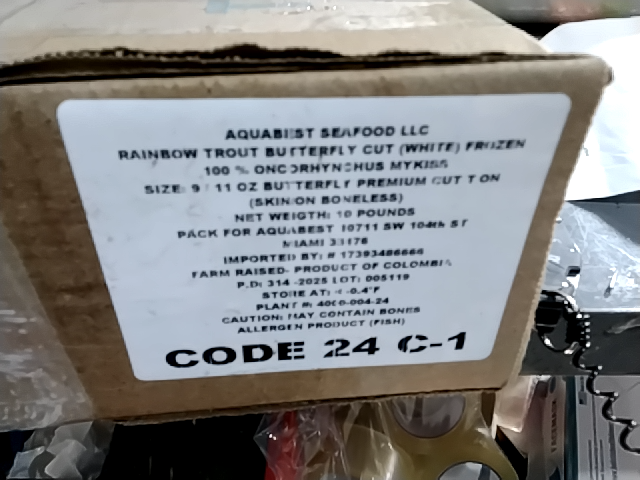 AQUABEST SEAFOOD LLC
RAINBOW TROUT BUTTERFLY CUT (WHITE) FROZEN
100 % ONCORHYNCHUS MYKISS
SIZE: 9 / 11 OZ BUTTERFLY PREMIUM CUT T ON
(SKIN ON BONELESS)
NET WEIGTH: 10 POUNDS
PACK FOR AQUABEST 10711 SW 104th ST
MIAMI 33176
IMPORTED BY: # 17393486666
FARM RAISED- PRODUCT OF COLOMBIA
P.D: 314 -2025 LOT: 005119
STORE AT: < -0.4°F
PLANT #: 4000-004-24
CAUTION: MAY CONTAIN BONES
ALLERGEN PRODUCT (FISH)
CODE 24 C-1
FACEMASK